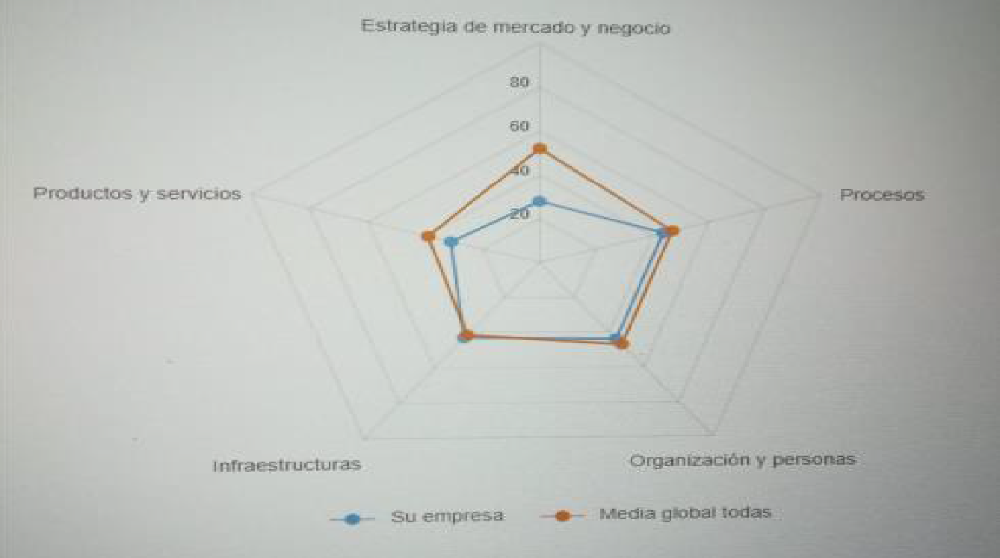 Estrategia de mercado y negocio
80
60
40
20
Productos y servicios
Procesos
Infraestructuras
Organización y personas
Su empresa
Media global todas